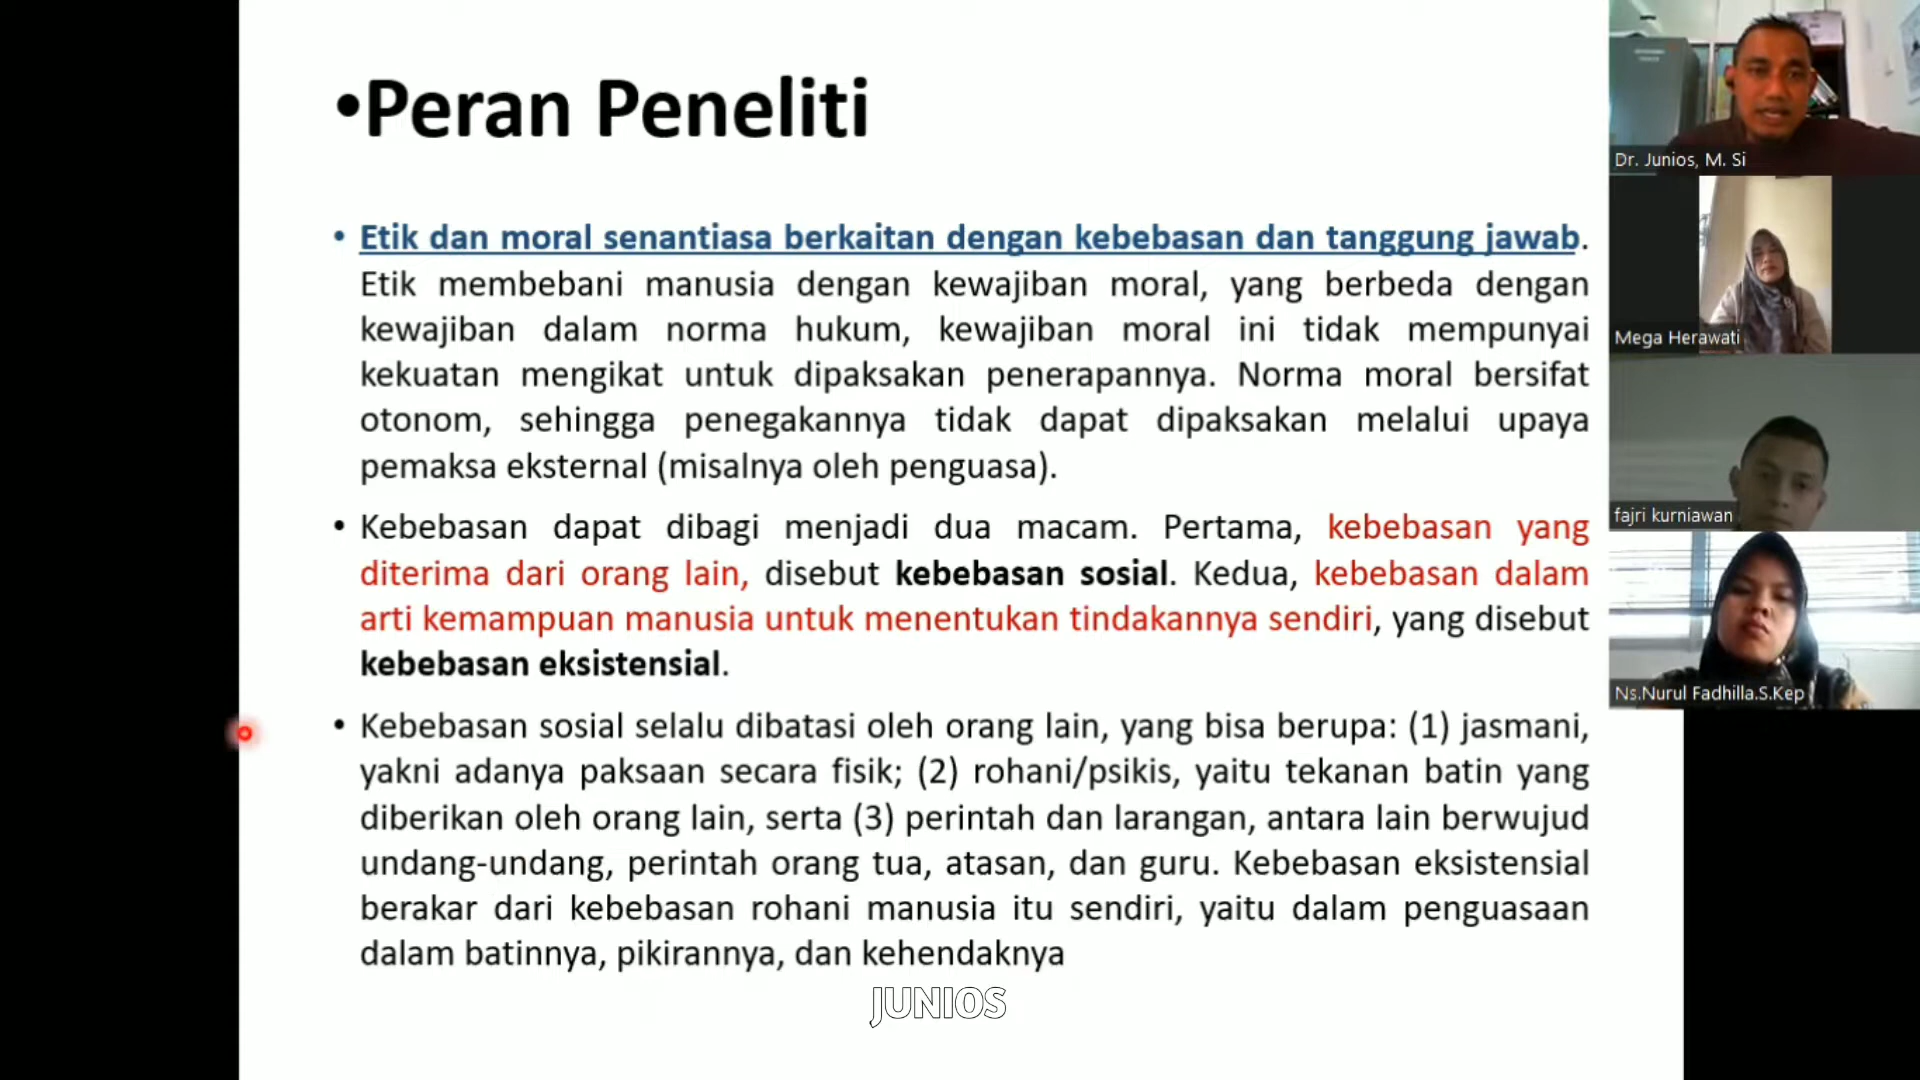 •Peran Peneliti
• Etik dan moral senantiasa berkaitan dengan kebebasan dan tanggung jawab.
Etik membebani manusia dengan kewajiban moral, yang berbeda dengan
kewajiban dalam norma hukum, kewajiban moral ini tidak mempunyai
kekuatan mengikat untuk dipaksakan penerapannya. Norma moral bersifat
otonom, sehingga penegakannya tidak dapat dipaksakan melalui upaya
pemaksa eksternal (misalnya oleh penguasa).
• Kebebasan dapat dibagi menjadi dua macam. Pertama, kebebasan yang
diterima dari orang lain, disebut kebebasan sosial. Kedua, kebebasan dalam
arti kemampuan manusia untuk menentukan tindakannya sendiri, yang disebut
kebebasan eksistensial.
• Kebebasan sosial selalu dibatasi oleh orang lain, yang bisa berupa: (1) jasmani,
yakni adanya paksaan secara fisik; (2) rohani/psikis, yaitu tekanan batin yang
diberikan oleh orang lain, serta (3) perintah dan larangan, antara lain berwujud
undang-undang, perintah orang tua, atasan, dan guru. Kebebasan eksistensial
berakar dari kebebasan rohani manusia itu sendiri, yaitu dalam penguasaan
dalam batinnya, pikirannya, dan kehendaknya
JUNIOS
Dr. Junios, M. Si
Mega Herawati
fajri kurniawan
Ns.Nurul Fadhilla.S.Kep